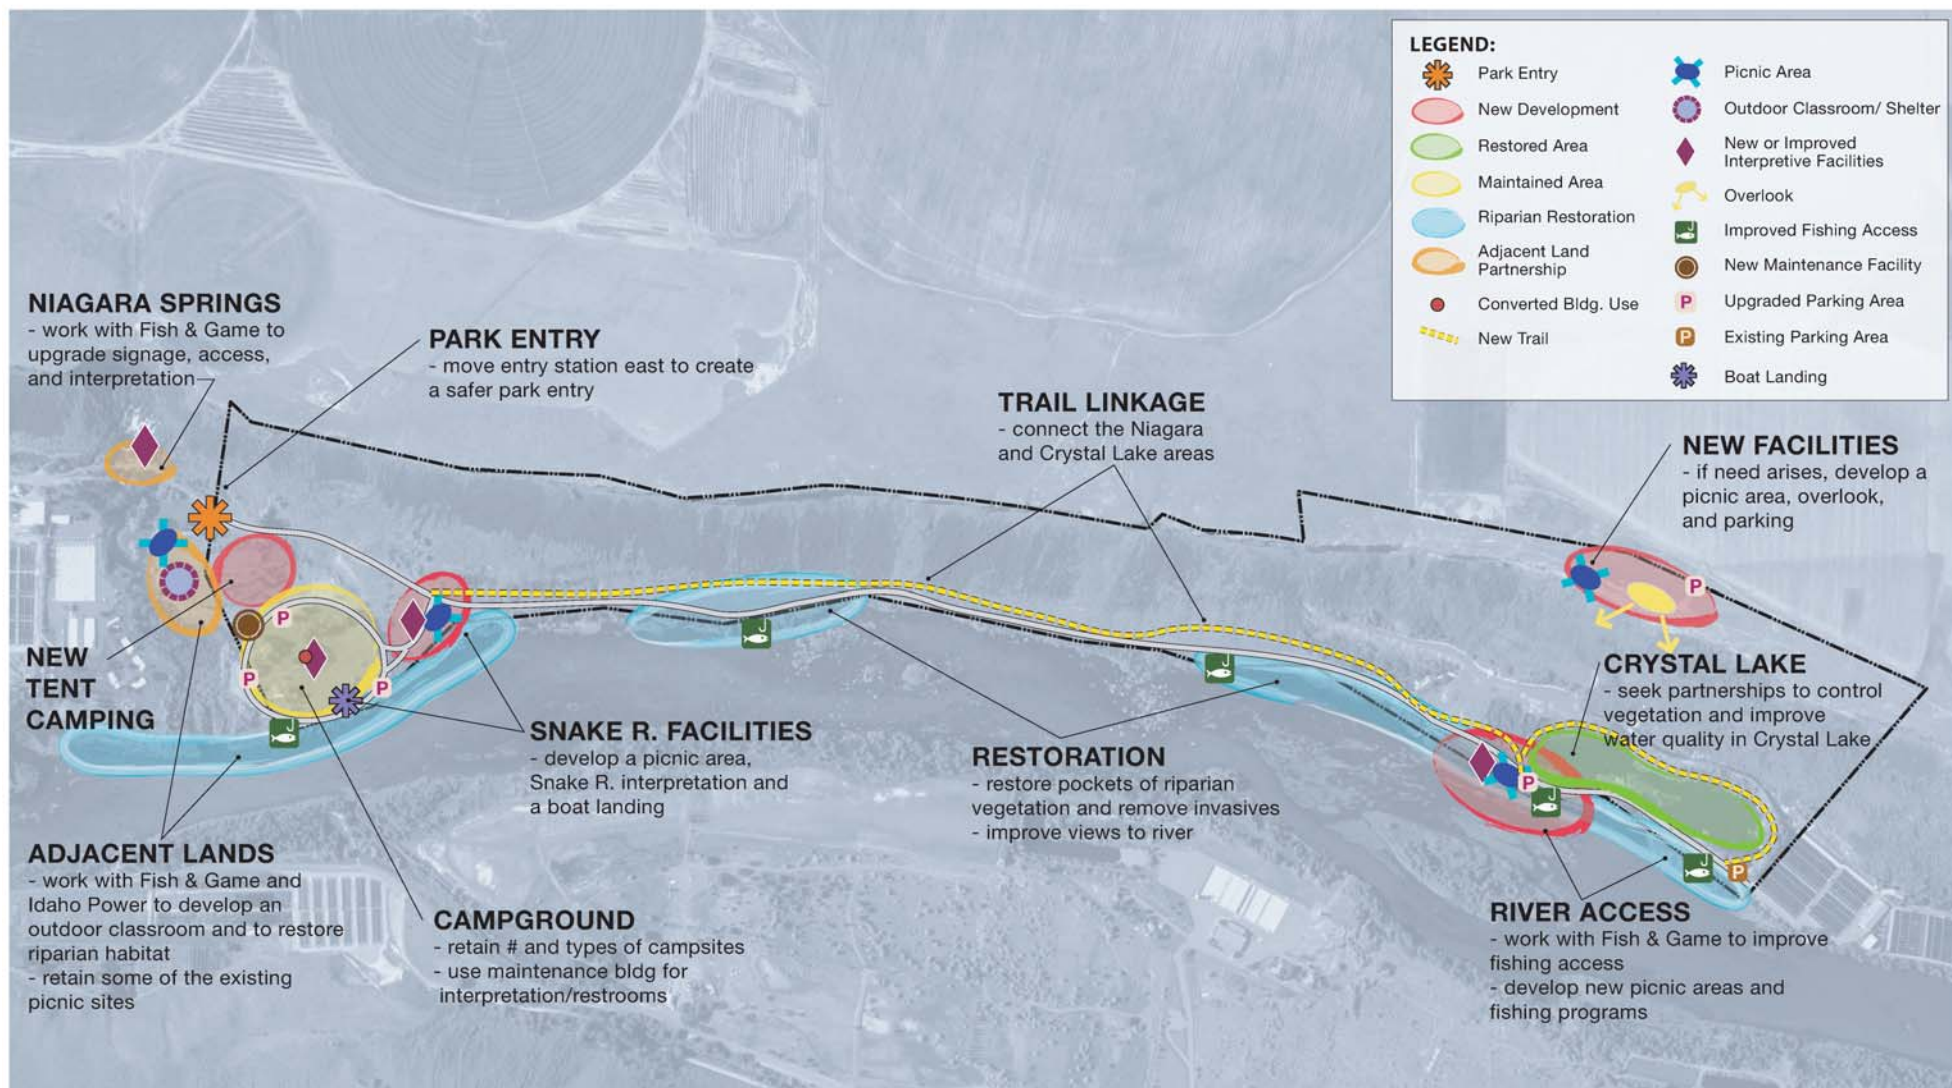 LEGEND:
Park Entry
New Development
Restored Area
Maintained Area
Riparian Restoration
Adjacent Land
Partnership
Converted Bldg. Use
New Trail
Picnic Area
Outdoor Classroom/ Shelter
New or Improved
Interpretive Facilities
Overlook
Improved Fishing Access
New Maintenance Facility
P
Upgraded Parking Area
P
Existing Parking Area
Boat Landing
NIAGARA SPRINGS
- work with Fish & Game to
upgrade signage, access,
and interpretation
PARK ENTRY
- move entry station east to create
a safer park entry
TRAIL LINKAGE
- connect the Niagara
and Crystal Lake areas
NEW FACILITIES
- if need arises, develop a
picnic area, overlook,
and parking
P
P
P
P
NEW
TENT
CAMPING
CRYSTAL LAKE
- seek partnerships to control
vegetation and improve
water quality in Crystal Lake
SNAKE R. FACILITIES
- develop a picnic area,
Snake R. interpretation and
a boat landing
RESTORATION
- restore pockets of riparian
vegetation and remove invasives
- improve views to river
P
P
ADJACENT LANDS
- work with Fish & Game and
Idaho Power to develop an
outdoor classroom and to restore
riparian habitat
- retain some of the existing
picnic sites
CAMPGROUND
- retain # and types of campsites
- use maintenance bldg for
interpretation/restrooms
RIVER ACCESS
- work with Fish & Game to improve
fishing access
- develop new picnic areas and
fishing programs